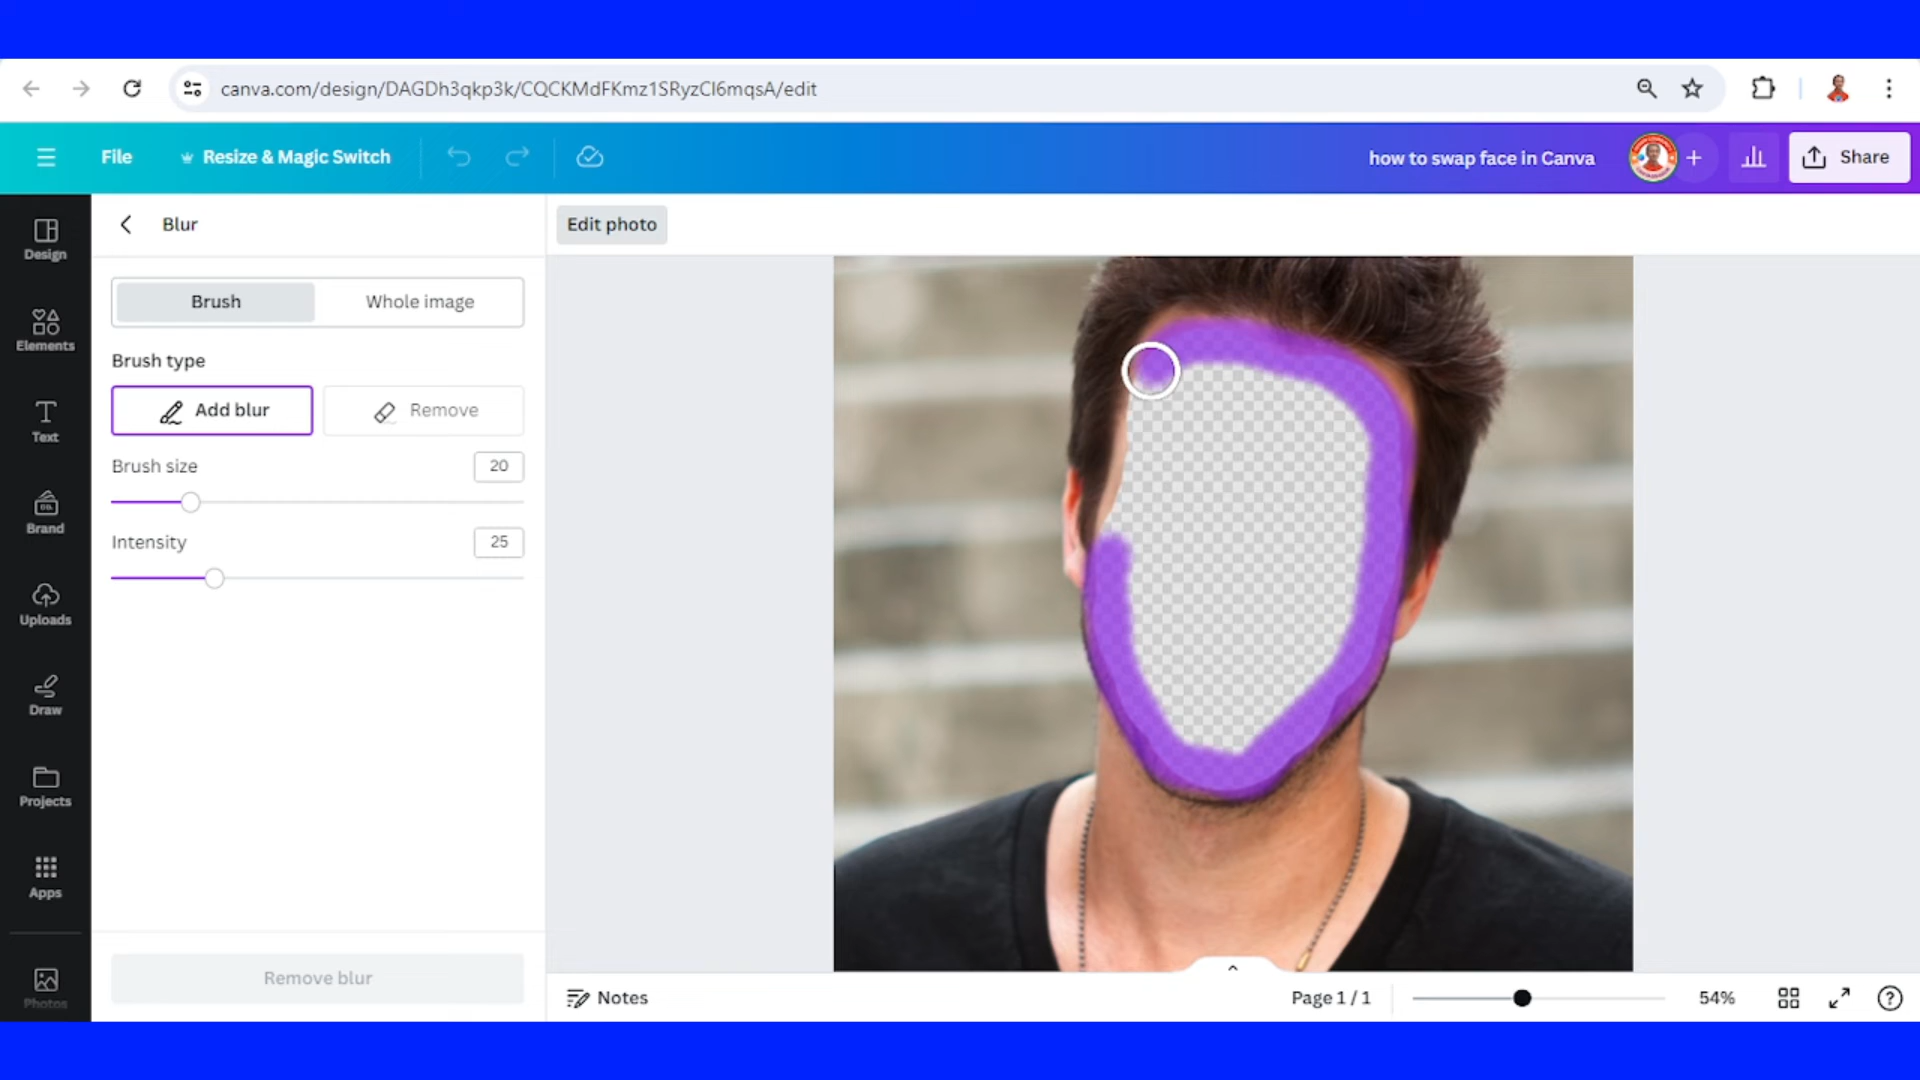 canva.com/design/DAGDh3qkp3k/CQCKMdFKmz1SRyzCI6mqsA/edit
File
Resize & Magic Switch
how to swap face in Canva
Share
Design
Elements
Text
Brand
Uploads
Draw
Projects
Apps
Photos
Blur
Brush
Whole image
Brush type
Add blur
Remove
Brush size
20
Intensity
25
Remove blur
Edit photo
Notes
Page 1 / 1
54%